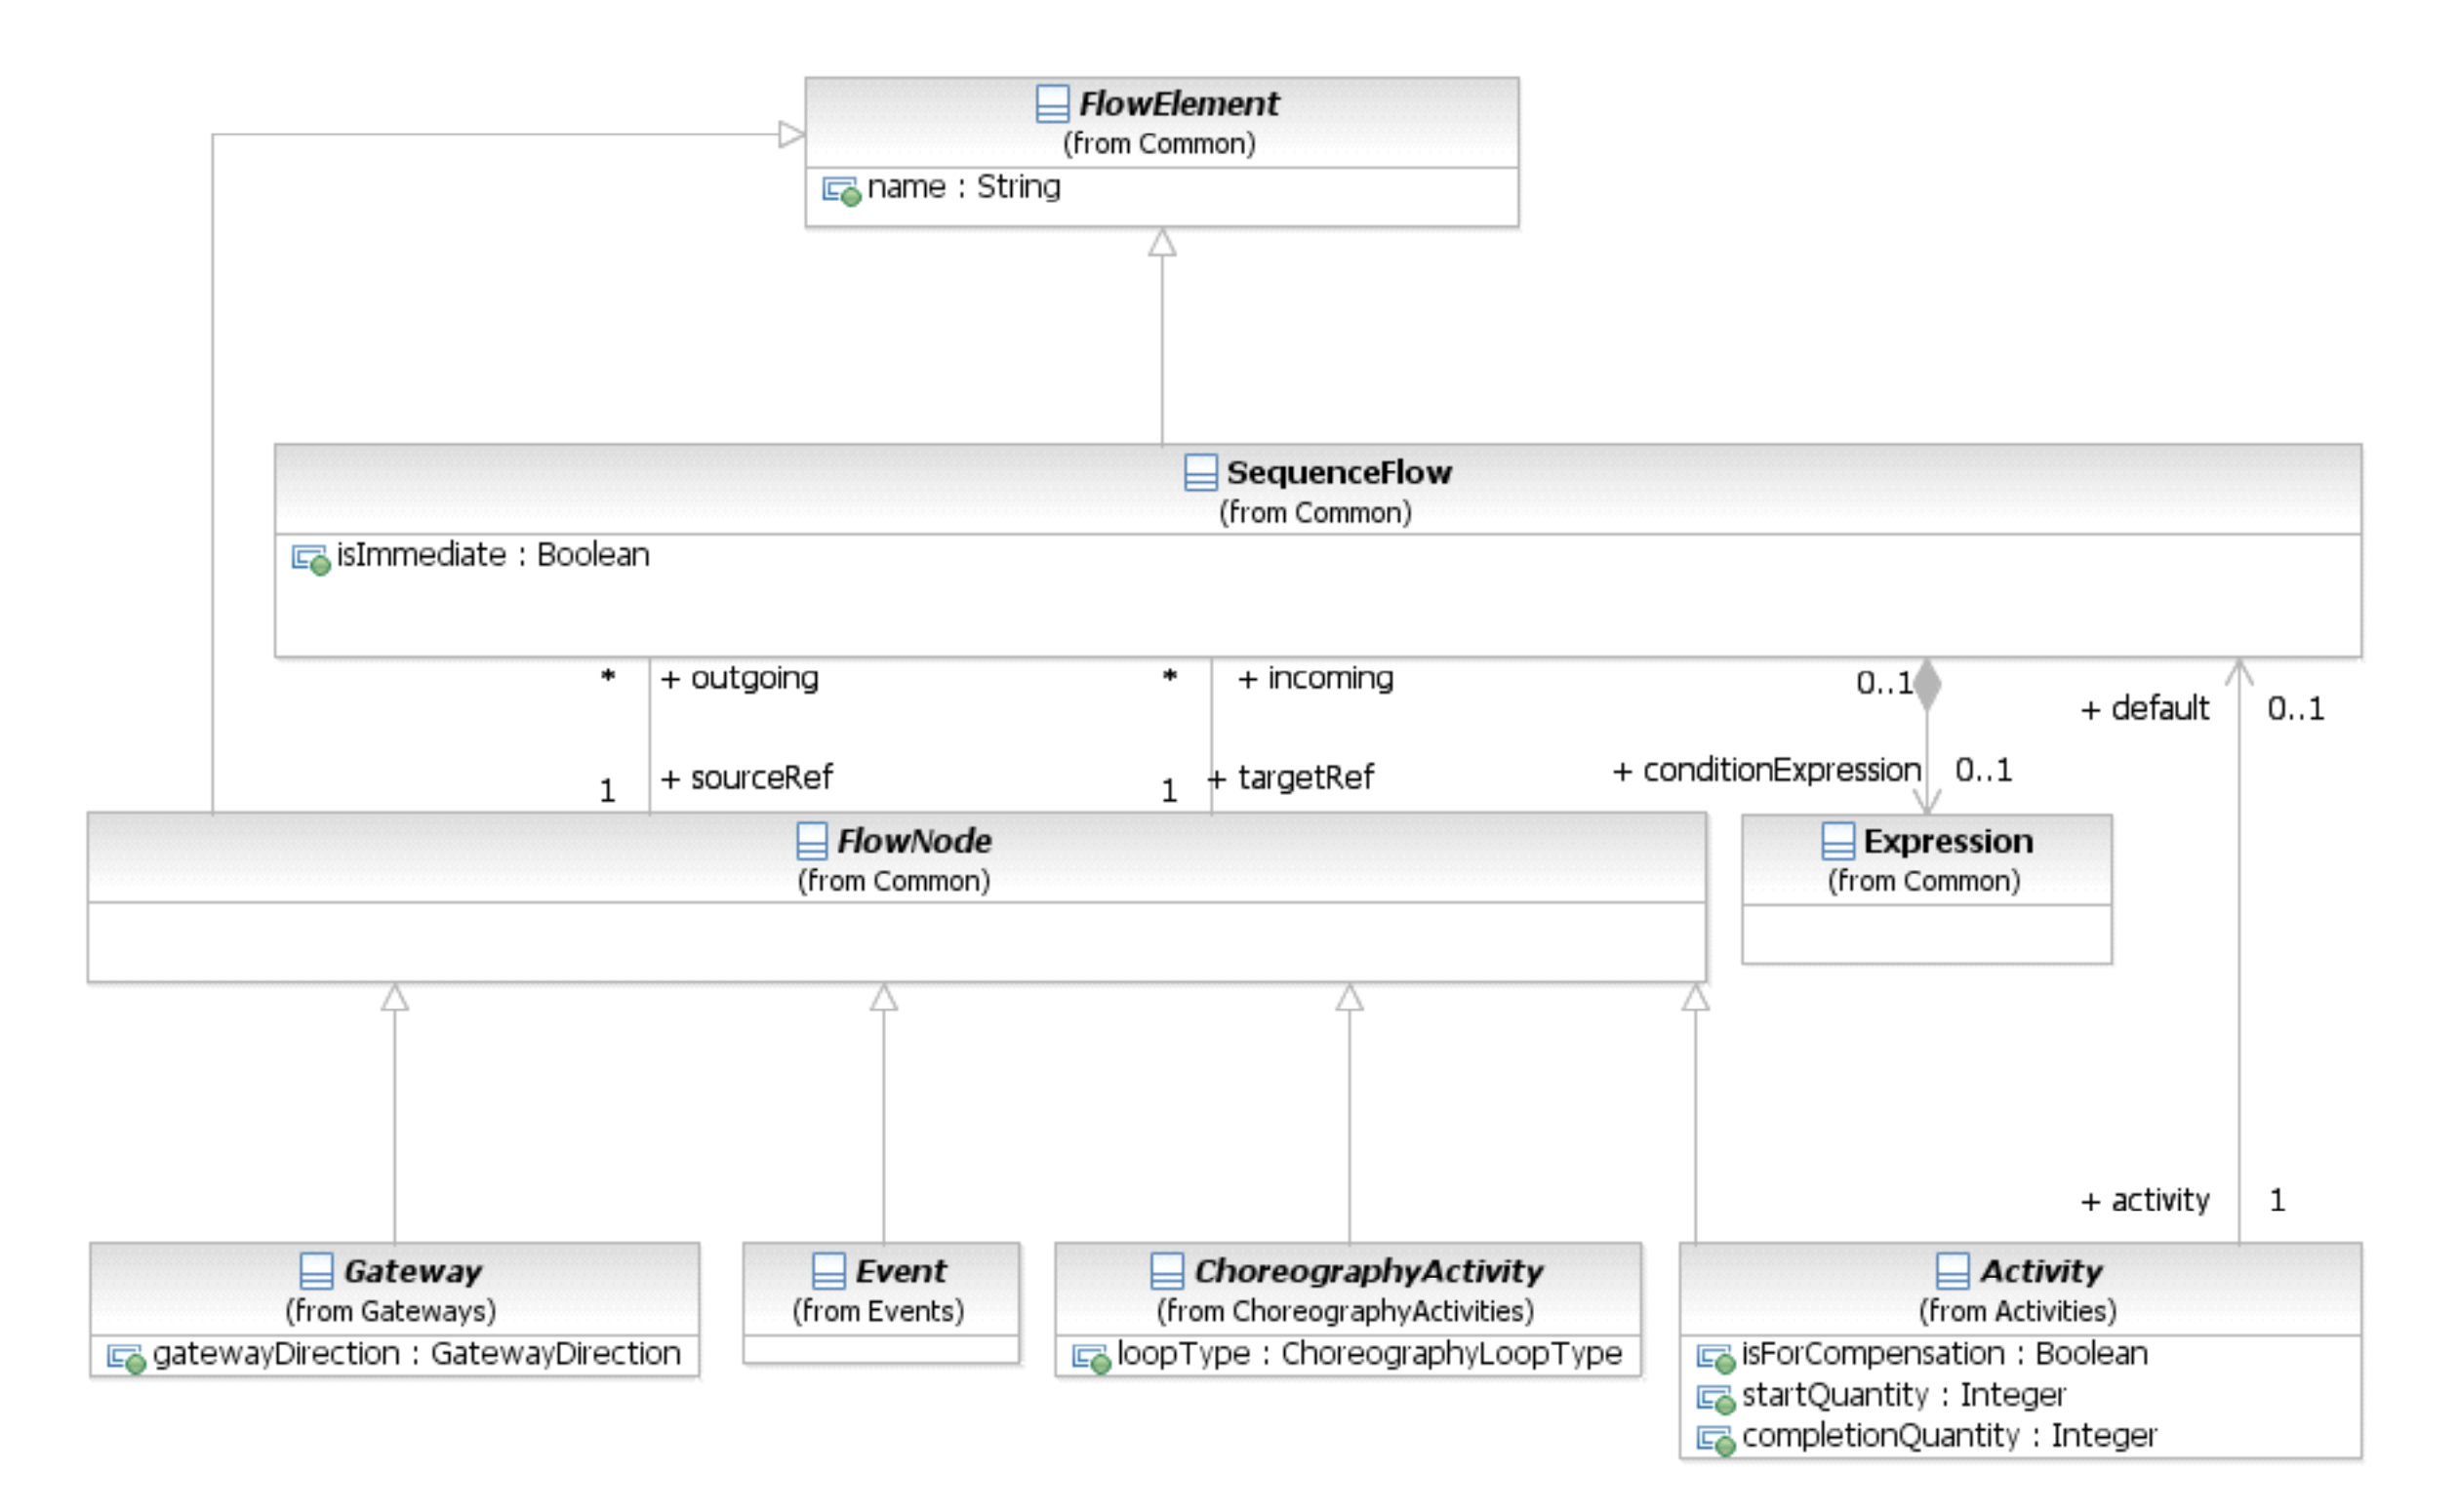 FlowElement
(from Common)
name : String
SequenceFlow
(from Common)
isImmediate : Boolean
* + outgoing
* + incoming
0..1
+ default 0..1
1 + sourceRef
1 + targetRef
+ conditionExpression 0..1
FlowNode
(from Common)
Expression
(from Common)
+ activity 1
Gateway
(from Gateways)
gatewayDirection : GatewayDirection
Event
(from Events)
ChoreographyActivity
(from ChoreographyActivities)
loopType : ChoreographyLoopType
Activity
(from Activities)
isForCompensation : Boolean
startQuantity : Integer
completionQuantity : Integer